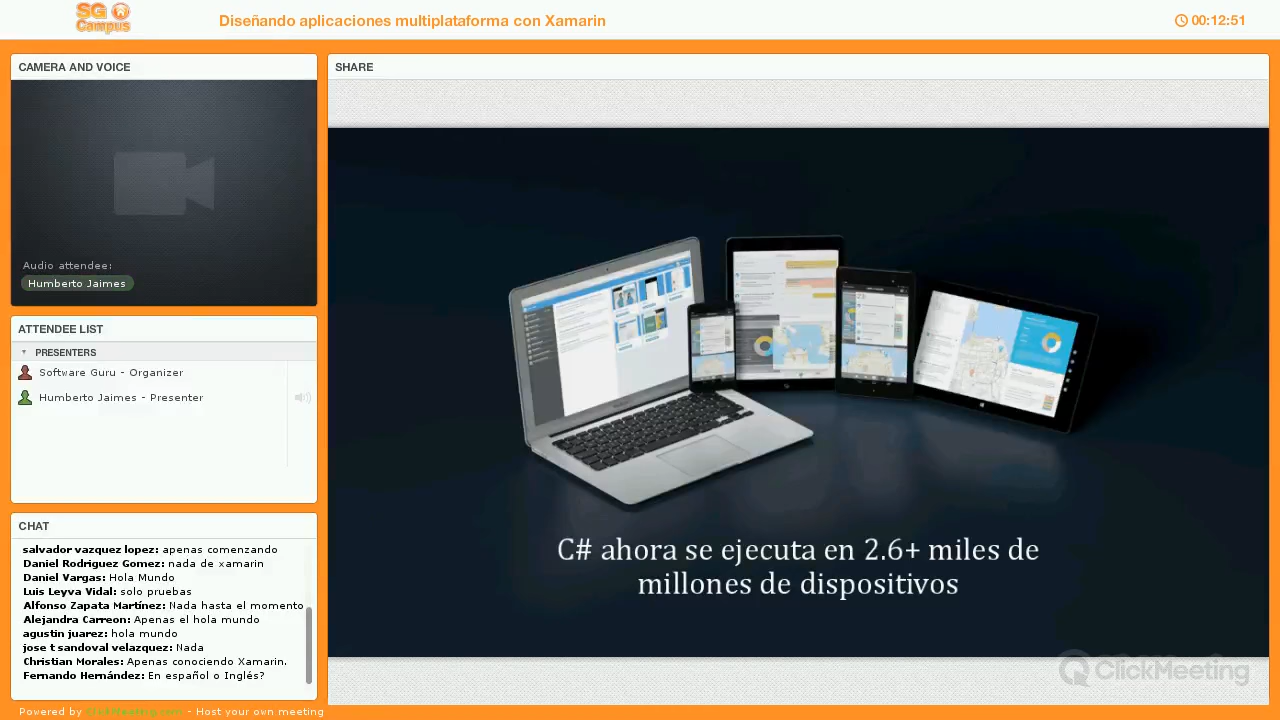 SG Campus
Diseñando aplicaciones multiplataforma con Xamarin
00:12:51
CAMERA AND VOICE
Audio attendee:
Humberto Jaimes
ATTENDEE LIST
PRESENTERS
Software Guru - Organizer
Humberto Jaimes - Presenter
CHAT
salvador vazquez lopez: apenas comenzando
Daniel Rodriguez Gomez: nada de xamarin
Daniel Vargas: Hola Mundo
Luis Leyva Vidal: solo pruebas
Alfonso Zapata Martínez: Nada hasta el momento
Alejandra Carreon: Apenas el hola mundo
agustin juarez: hola mundo
jose t sandoval velazquez: Nada
Christian Morales: Apenas conociendo Xamarin.
Fernando Hernández: En español o Inglés?
Powered by ClickMeeting.com - Host your own meeting
SHARE
C# ahora se ejecuta en 2.6+ miles de
millones de dispositivos
ClickMeeting